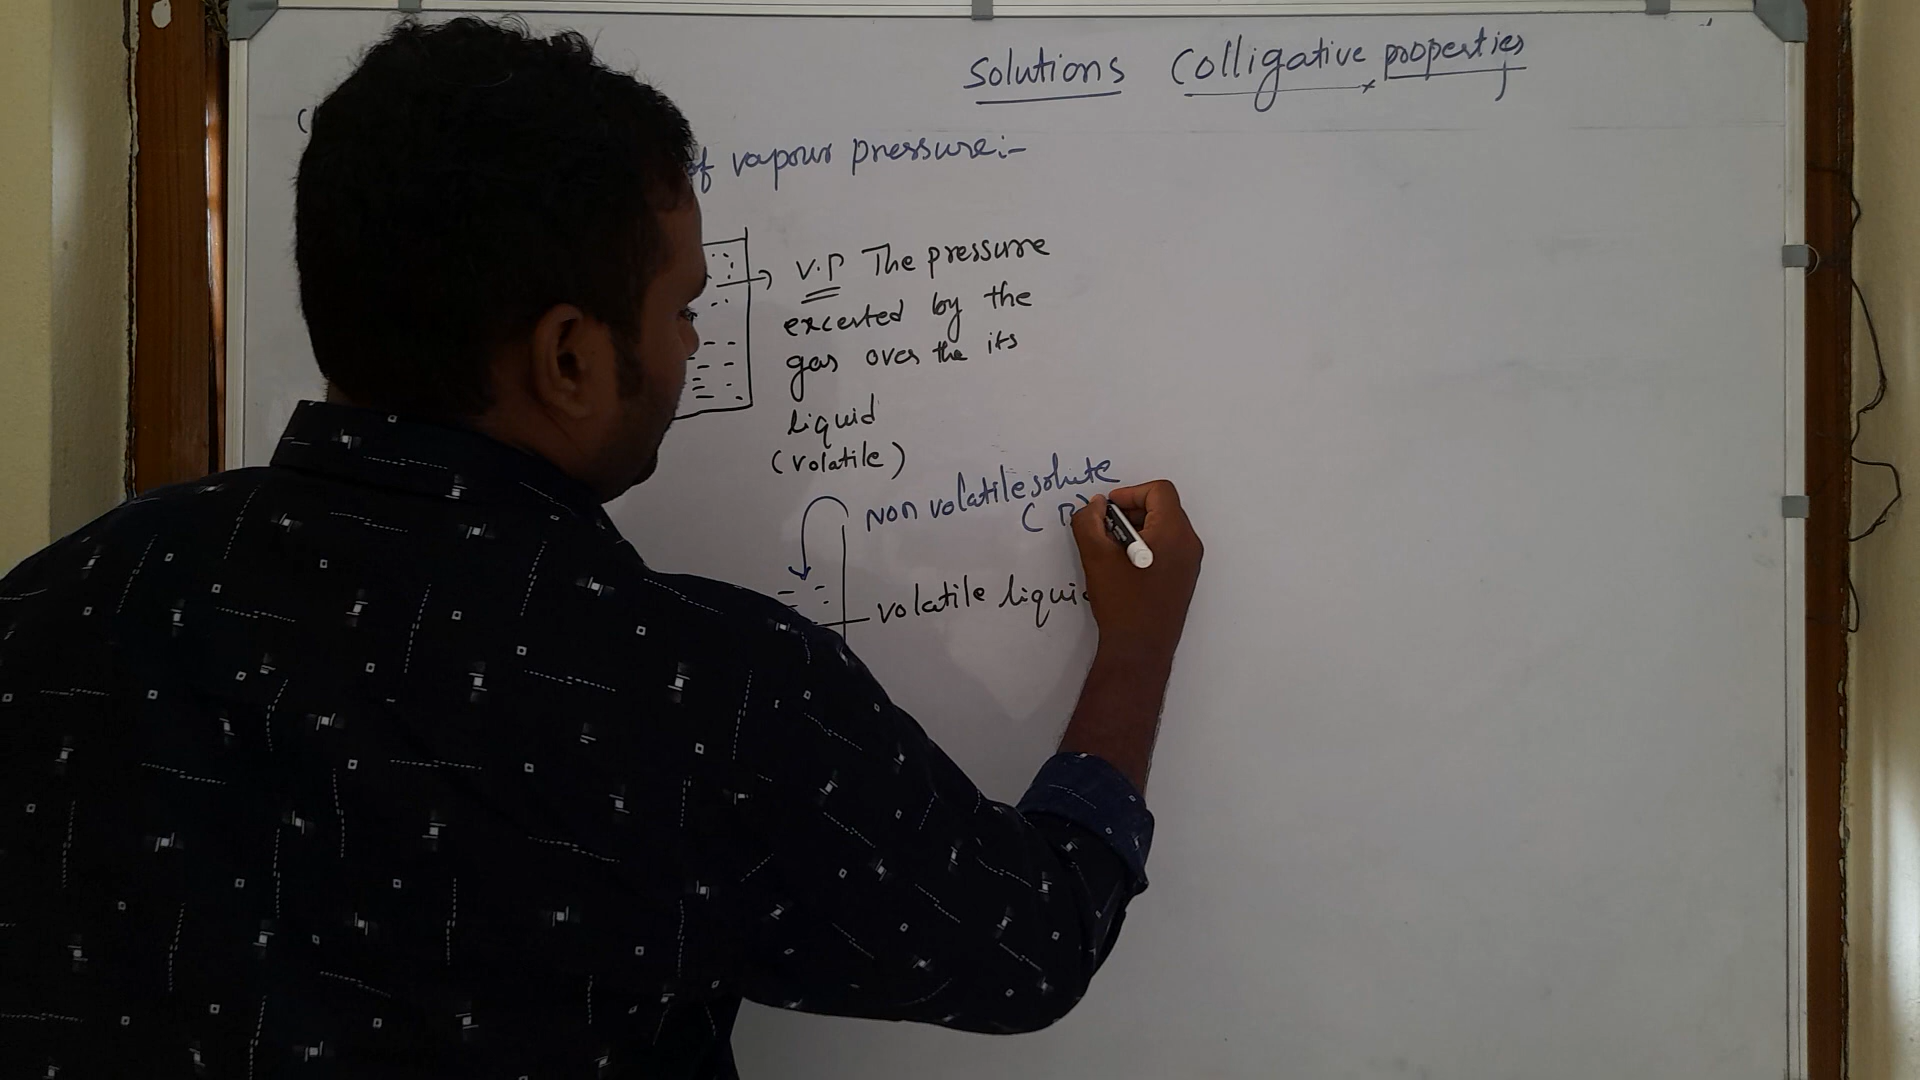 Solutions Colligative properties
of vapour pressure:-
V.P The pressure
excerted by the
gas over the its
liquid
(volatile)
Non volatile solute
volatile